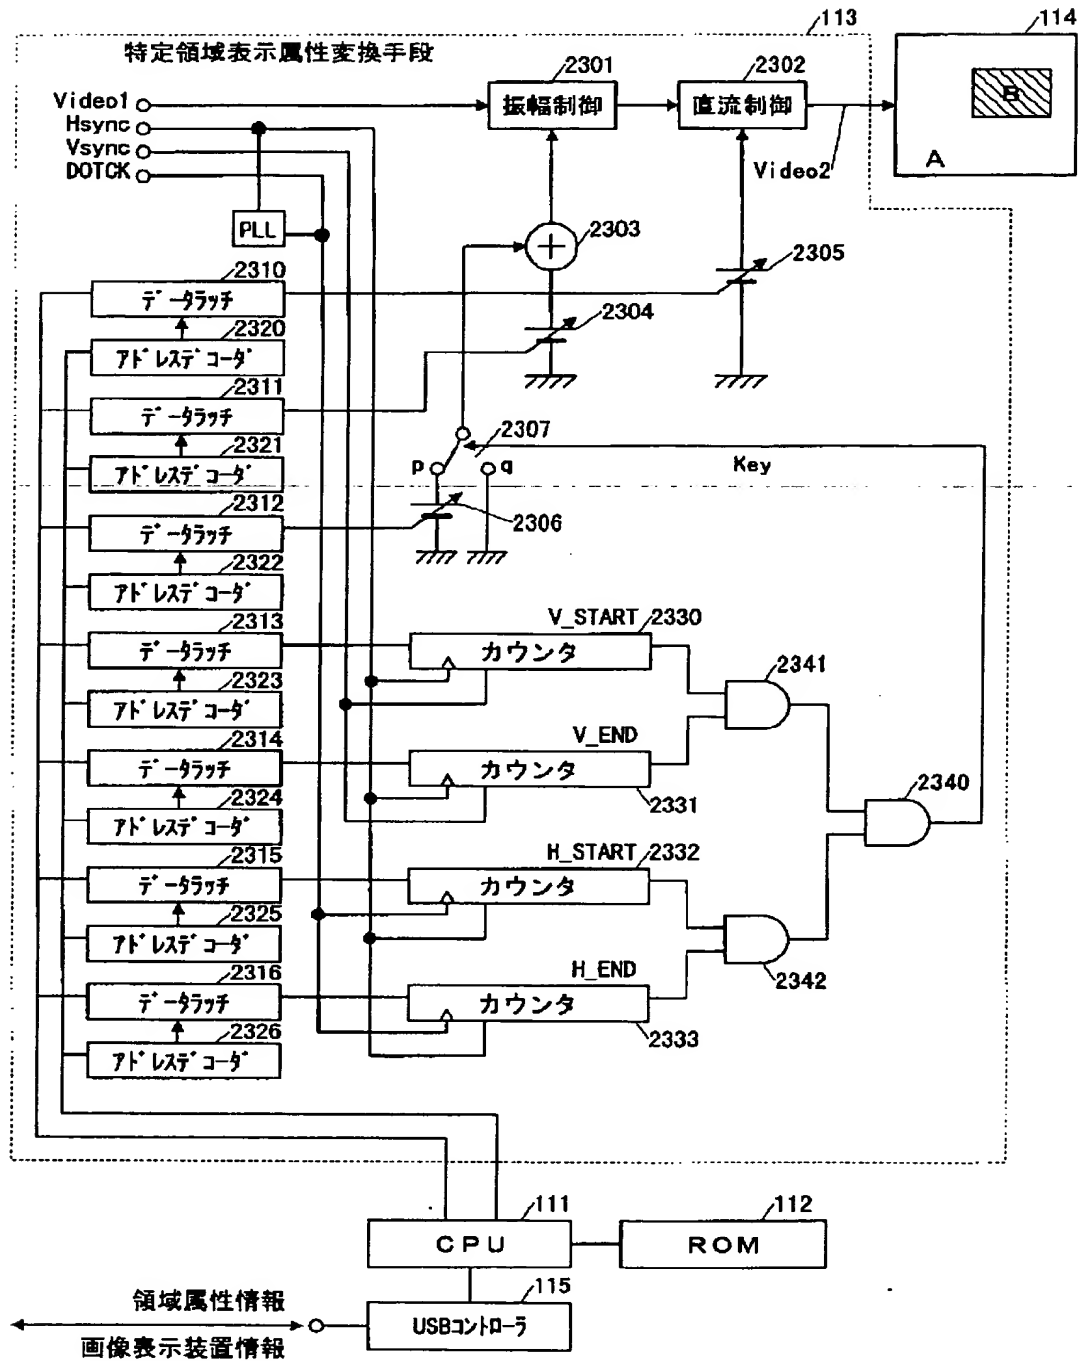 113
114
特定領域表示属性変換手段
2301
2302
Video1
振幅制御
直流制御
Hsync
Vsync
DOTCK
B
A
Video2
PLL
2303
2305
2310
データラッチ
2304
2320
アドレスデコーダ
2311
データラッチ
2307
2321
アドレスデコーダ
p
q
Key
2312
データラッチ
2306
2322
アドレスデコーダ
2313
データラッチ
V_START
2330
カウンタ
2341
2323
アドレスデコーダ
2314
データラッチ
V_END
カウンタ
2331
2340
2324
アドレスデコーダ
2315
データラッチ
H_START
2332
カウンタ
2325
アドレスデコーダ
2342
2316
データラッチ
H_END
カウンタ
2333
2326
アドレスデコーダ
111
112
CPU
ROM
115
領域属性情報
USBコントローラ
画像表示装置情報